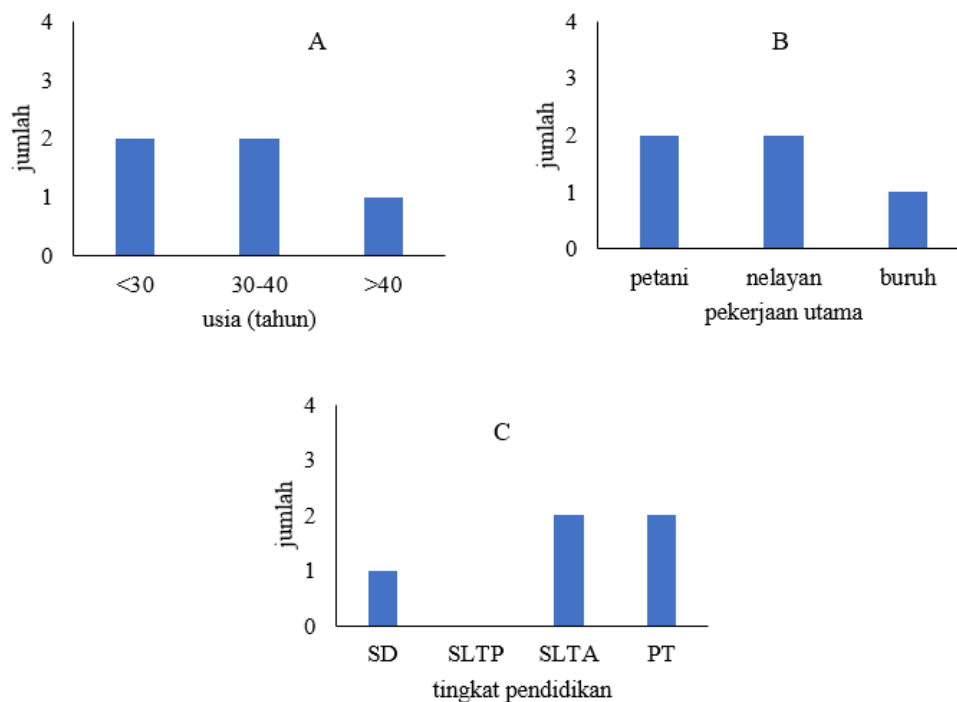 A
jumlah
4
3
2
1
0
<30 30-40 >40
usia (tahun)
B
jumlah
4
3
2
1
0
petani nelayan buruh
pekerjaan utama
C
jumlah
4
3
2
1
0
SD SLTP SLTA PT
tingkat pendidikan